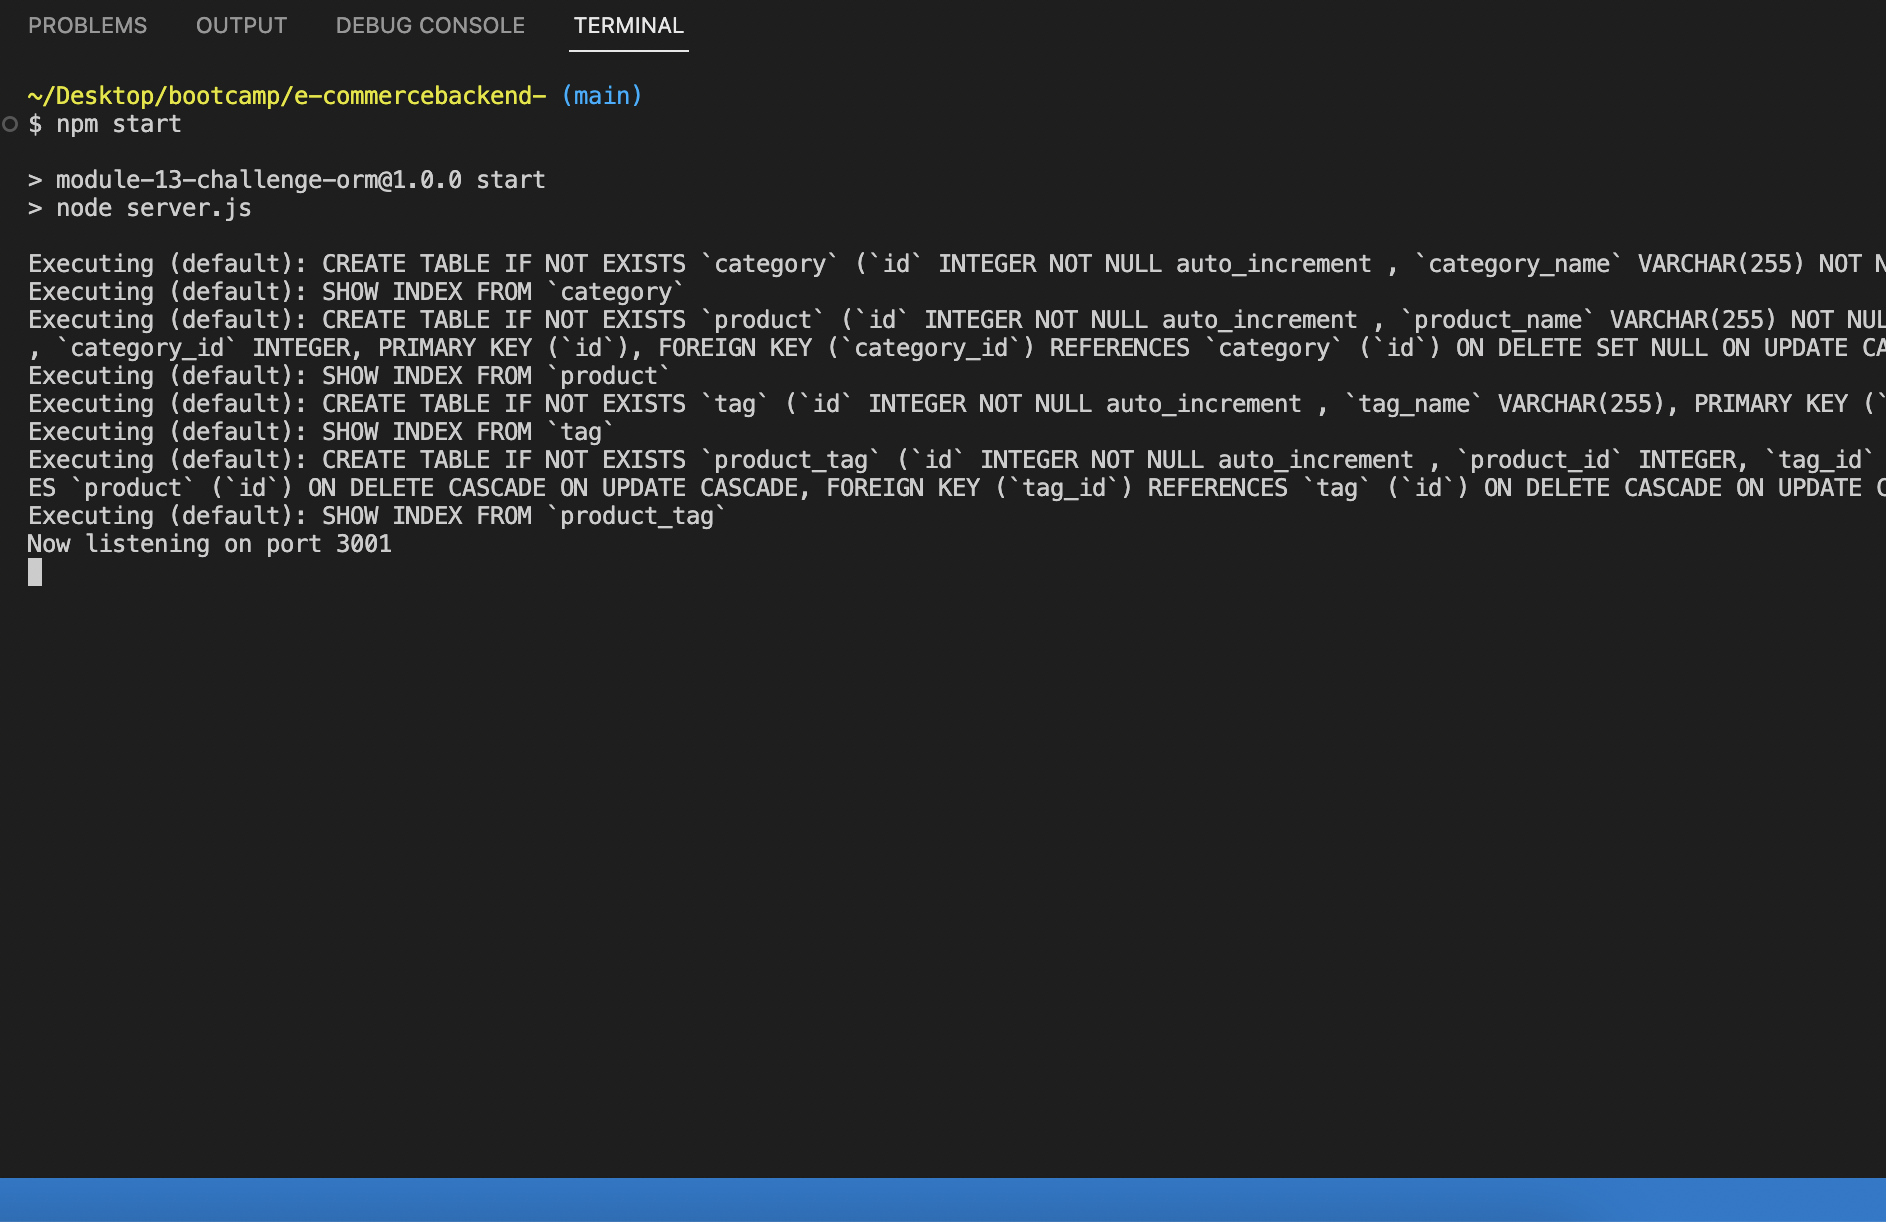 PROBLEMS OUTPUT DEBUG CONSOLE TERMINAL
~/Desktop/bootcamp/e-commercebackend- (main)
$ npm start
> module-13-challenge-orm@1.0.0 start
> node server.js
Executing (default): CREATE TABLE IF NOT EXISTS `category` (`id` INTEGER NOT NULL auto_increment , `category_name` VARCHAR(255) NOT N
Executing (default): SHOW INDEX FROM `category`
Executing (default): CREATE TABLE IF NOT EXISTS `product` (`id` INTEGER NOT NULL auto_increment , `product_name` VARCHAR(255) NOT NUL
, `category_id` INTEGER, PRIMARY KEY (`id`), FOREIGN KEY (`category_id`) REFERENCES `category` (`id`) ON DELETE SET NULL ON UPDATE CA
Executing (default): SHOW INDEX FROM `product`
Executing (default): CREATE TABLE IF NOT EXISTS `tag` (`id` INTEGER NOT NULL auto_increment , `tag_name` VARCHAR(255), PRIMARY KEY (`
Executing (default): SHOW INDEX FROM `tag`
Executing (default): CREATE TABLE IF NOT EXISTS `product_tag` (`id` INTEGER NOT NULL auto_increment , `product_id` INTEGER, `tag_id`
ES `product` (`id`) ON DELETE CASCADE ON UPDATE CASCADE, FOREIGN KEY (`tag_id`) REFERENCES `tag` (`id`) ON DELETE CASCADE ON UPDATE C
Executing (default): SHOW INDEX FROM `product_tag`
Now listening on port 3001